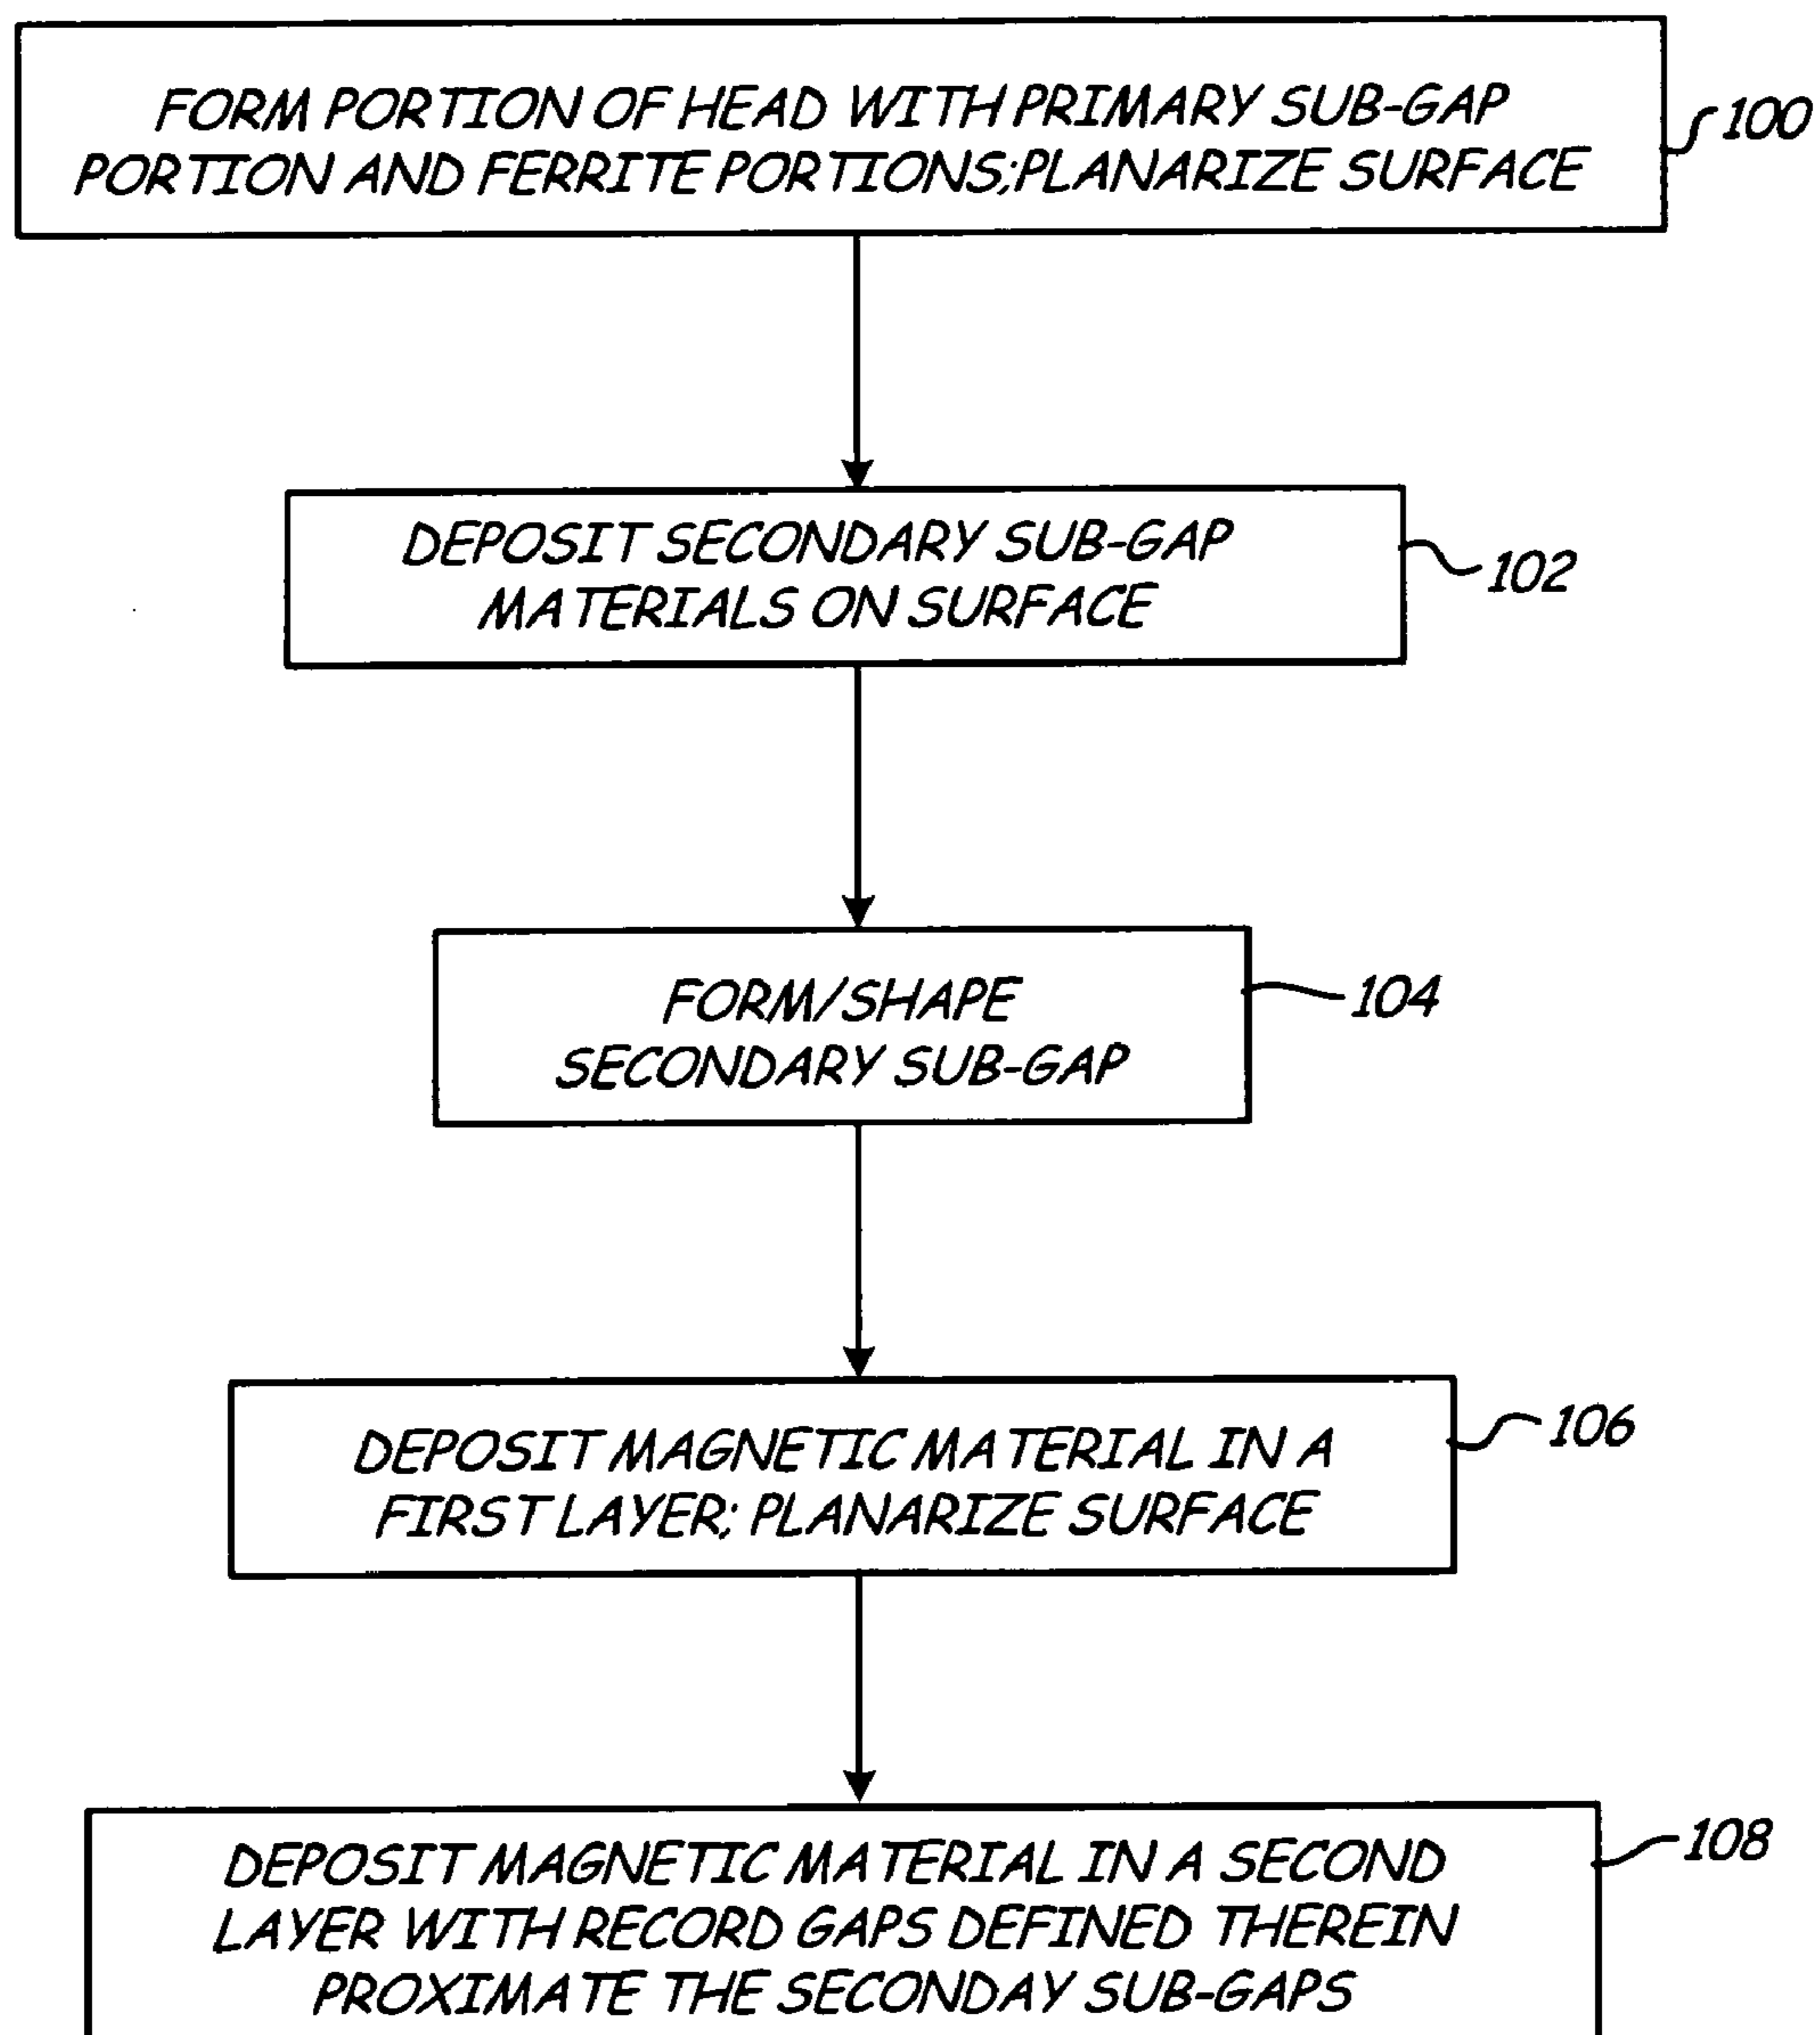 FORM PORTION OF HEAD WITH PRIMARY SUB-GAP
PORTION AND FERRITE PORTIONS;PLANARIZE SURFACE
100
DEPOSIT SECONDARY SUB-GAP
MATERIALS ON SURFACE
102
FORM/SHAPE
SECONDARY SUB-GAP
104
DEPOSIT MAGNETIC MATERIAL IN A
FIRST LAYER; PLANARIZE SURFACE
106
DEPOSIT MAGNETIC MATERIAL IN A SECOND
LAYER WITH RECORD GAPS DEFINED THEREIN
PROXIMATE THE SECONDAY SUB-GAPS
108